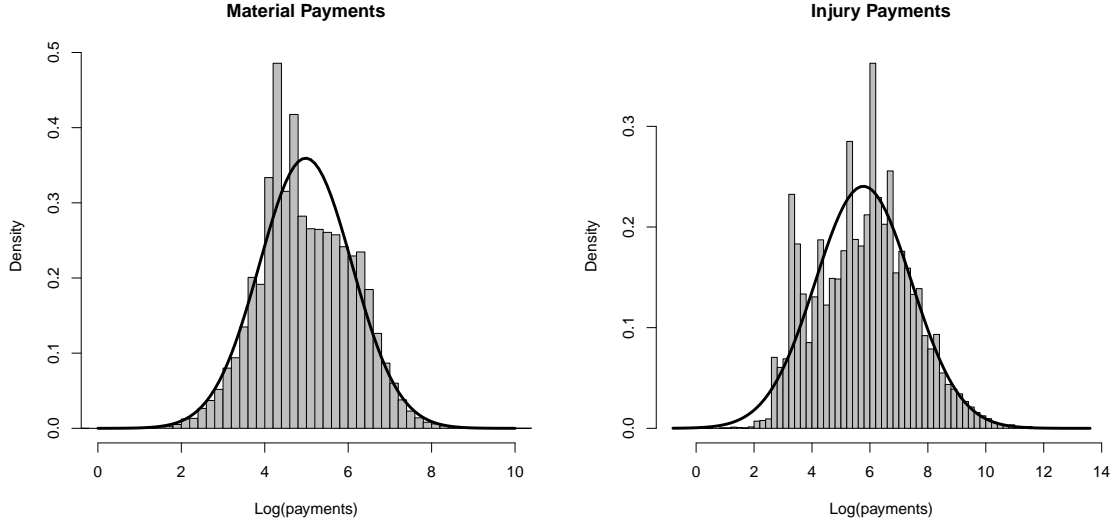 Material Payments
Density
0.5
0.4
0.3
0.2
0.1
0.0
0 2 4 6 8 10
Log(payments)
Injury Payments
Density
0.3
0.2
0.1
0.0
0 2 4 6 8 10 12 14
Log(payments)